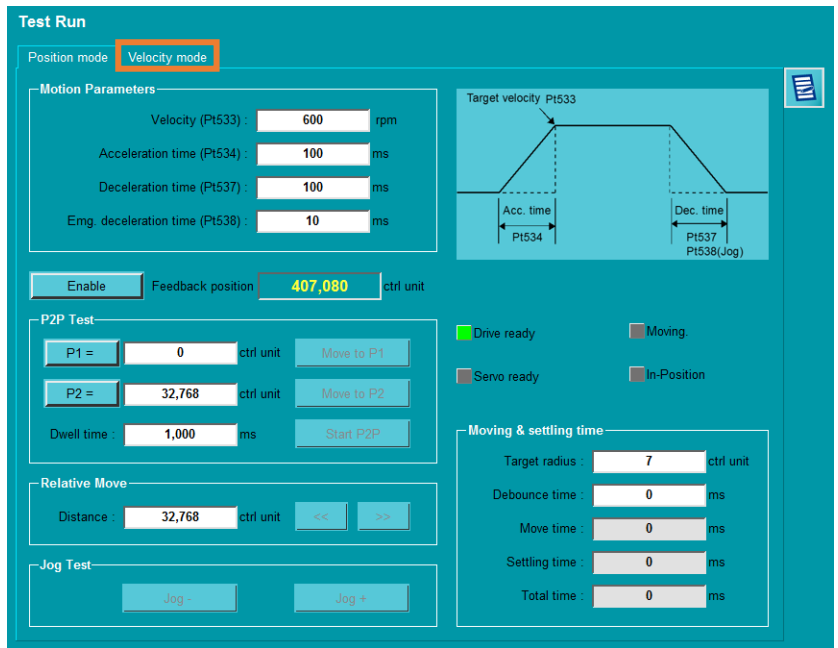 Test Run
Position mode
Velocity mode
Motion Parameters
Velocity (Pt533) : 600 rpm
Acceleration time (Pt534) : 100 ms
Deceleration time (Pt537) : 100 ms
Emg. deceleration time (Pt538) : 10 ms
Target velocity Pt533
Acc. time
Pt534
Dec. time
Pt537
Pt538(Jog)
Enable Feedback position 407,080 ctrl unit
P2P Test
P1 = 0 ctrl unit Move to P1
P2 = 32,768 ctrl unit Move to P2
Dwell time : 1,000 ms Start P2P
Drive ready
Moving.
Servo ready
In-Position
Relative Move
Distance : 32,768 ctrl unit << >>
Jog Test
Jog - Jog +
Moving & settling time
Target radius : 7 ctrl unit
Debounce time : 0 ms
Move time : 0 ms
Settling time : 0 ms
Total time : 0 ms